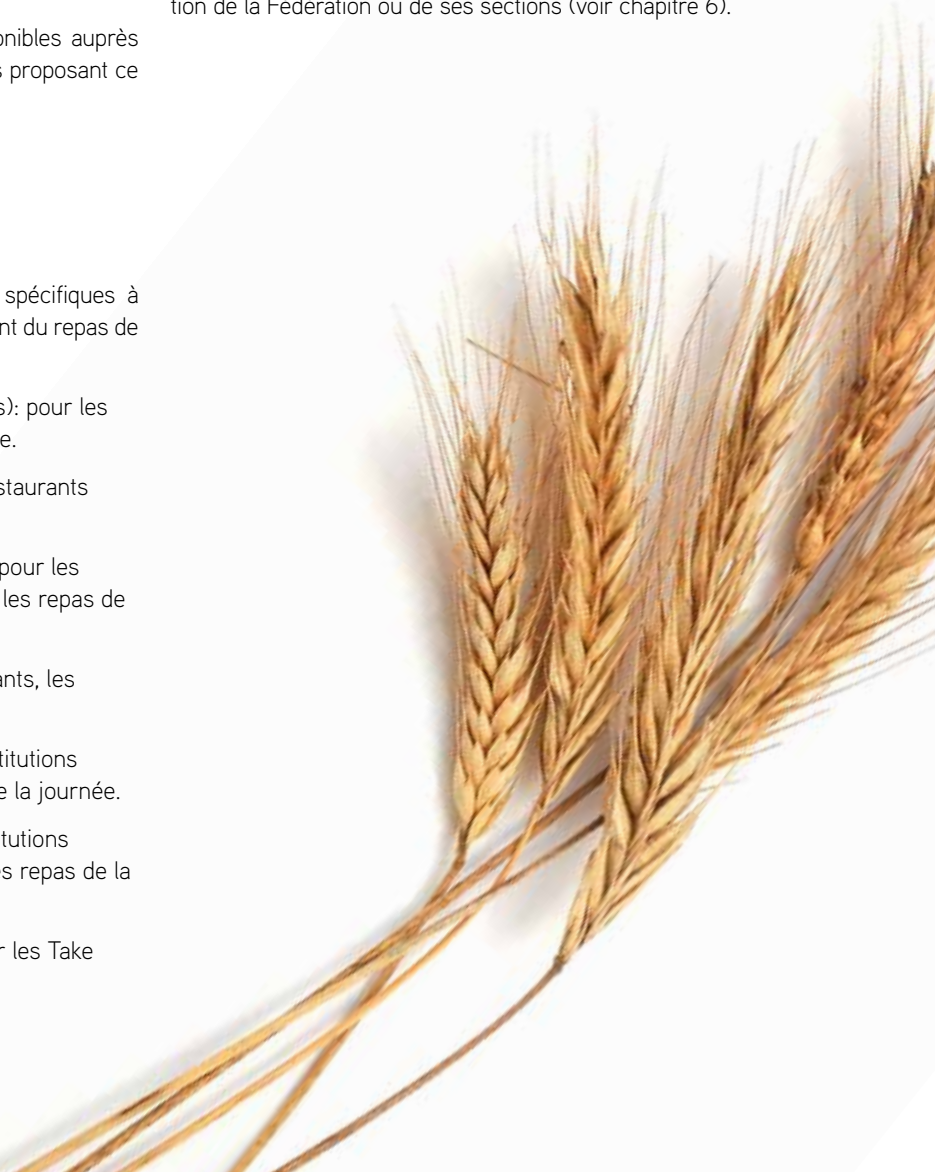 onibles auprès
s proposant ce
spécifiques à
nt du repas de
s): pour les
e.
staurants
pour les
les repas de
ants, les
titutions
e la journée.
tutions
es repas de la
r les Take
tion de la Fédération ou de ses sections (voir chapitre 6).